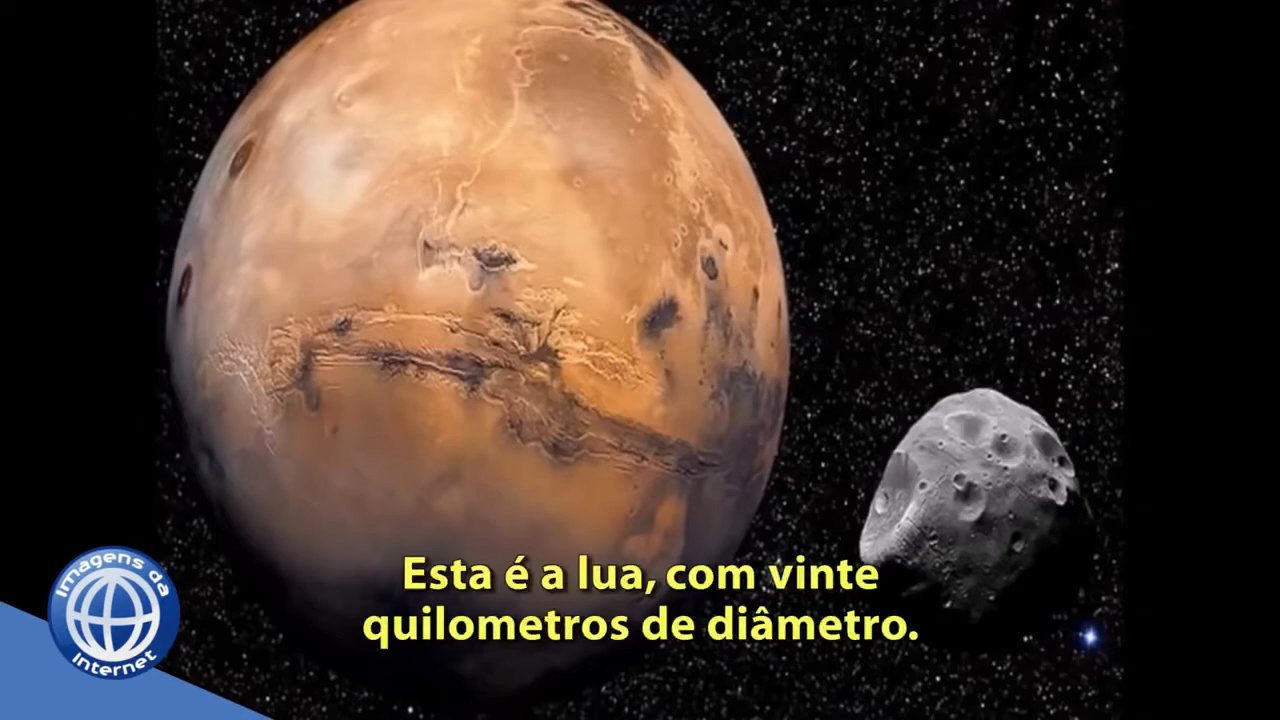 Esta é a lua, com vinte
quilometros de diâmetro.
Imagens da
Internet